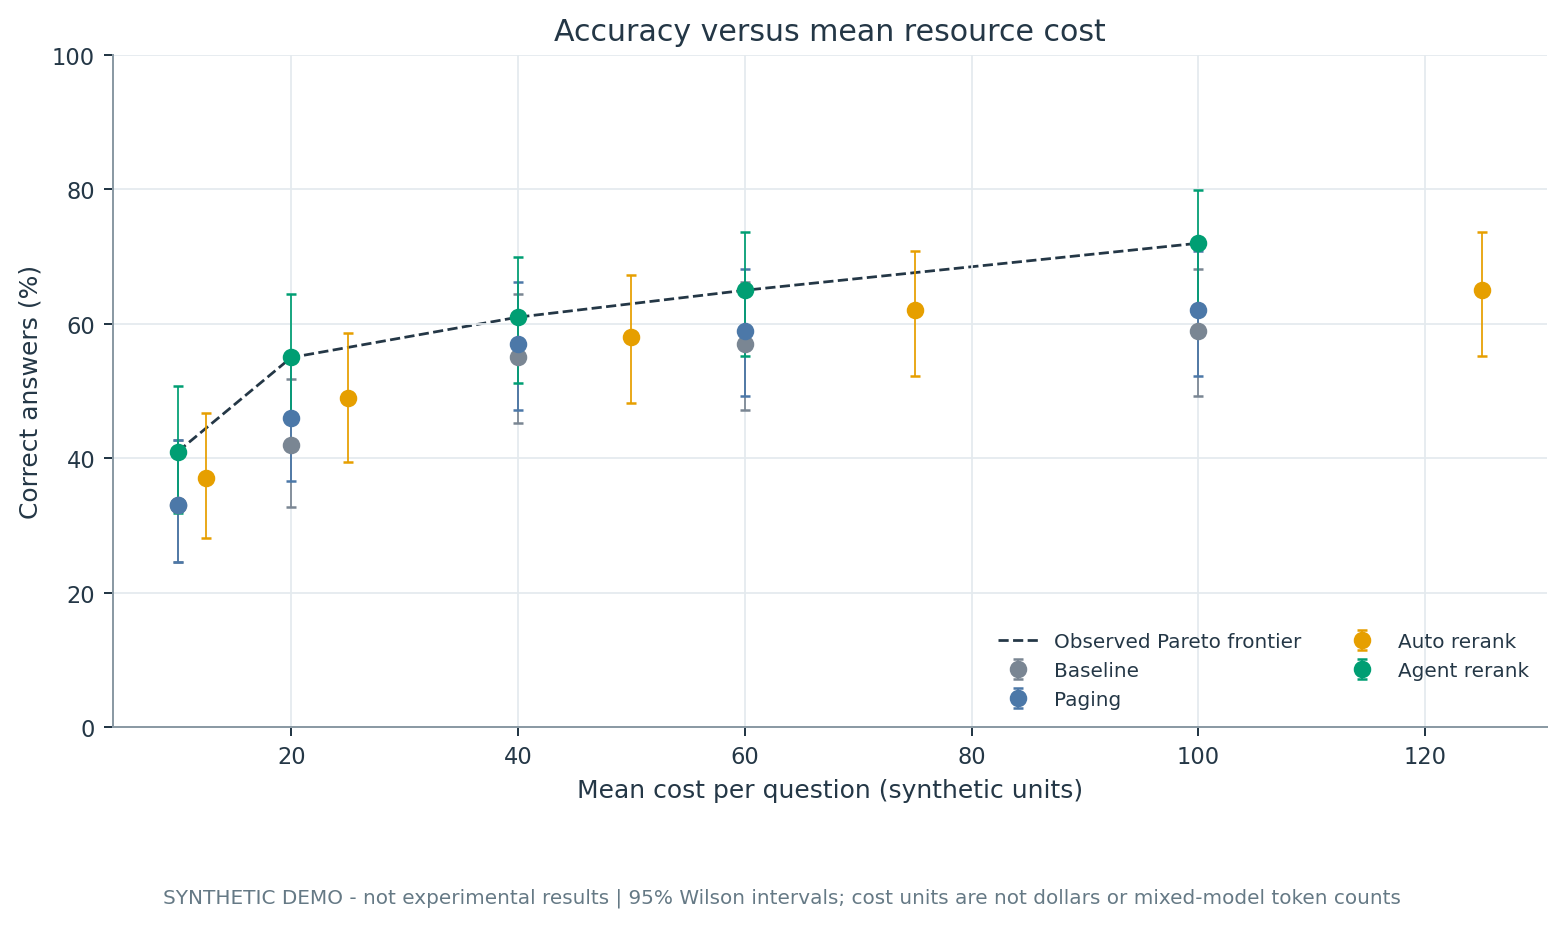 Accuracy versus mean resource cost
Correct answers (%)
100
80
60
40
20
0
20
40
60
80
100
120
Mean cost per question (synthetic units)
Observed Pareto frontier
Baseline
Paging
Auto rerank
Agent rerank
SYNTHETIC DEMO - not experimental results | 95% Wilson intervals; cost units are not dollars or mixed-model token counts